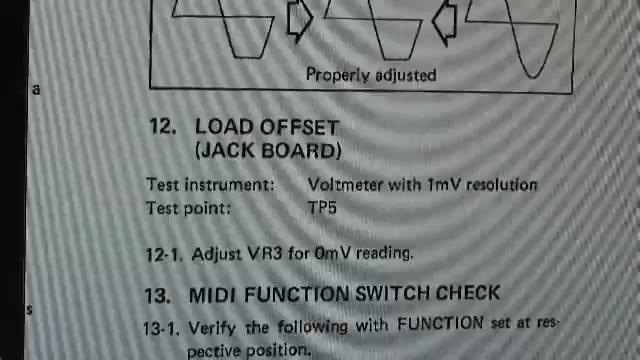 Properly adjusted
a
12. LOAD OFFSET
(JACK BOARD)
Test instrument: Voltmeter with 1mV resolution
Test point: TP5
12-1. Adjust VR3 for 0mV reading.
13. MIDI FUNCTION SWITCH CHECK
s
13-1. Verify the following with FUNCTION set at res-
pective position.